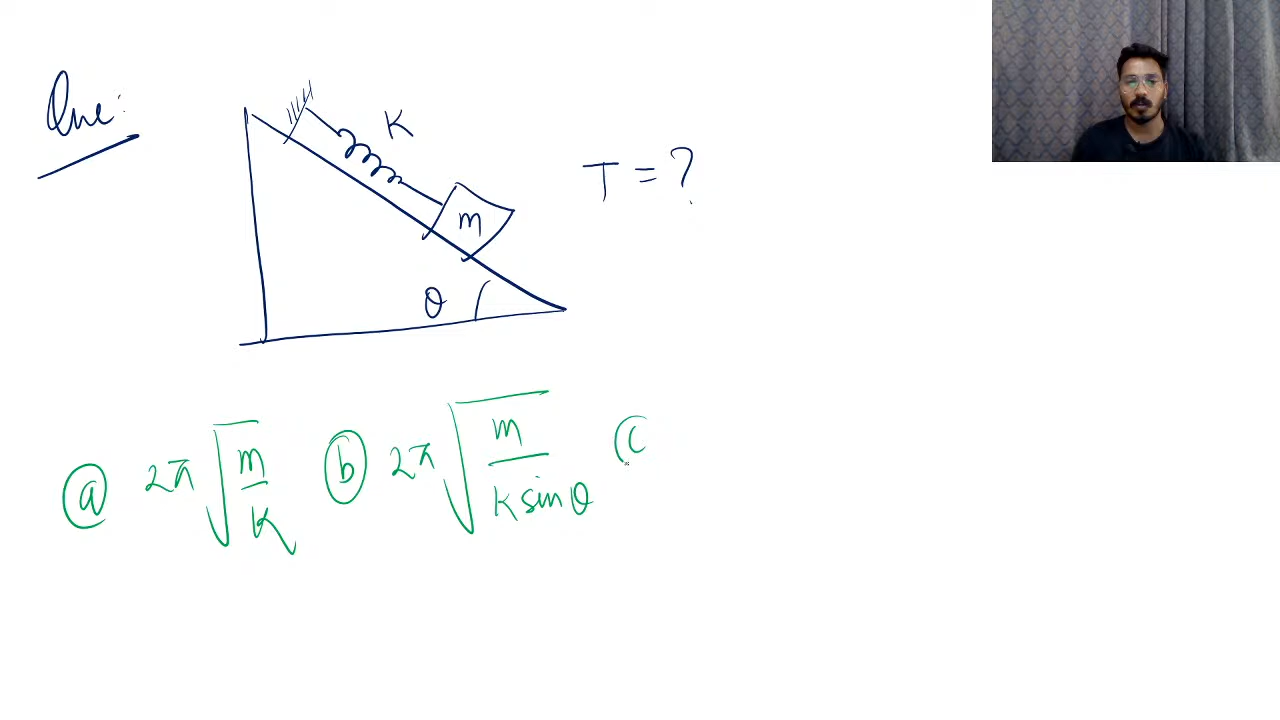 Que:
K
T = ?
m
θ
(a) 2π √(m/K) (b) 2π √(m/(K sin θ)) (C